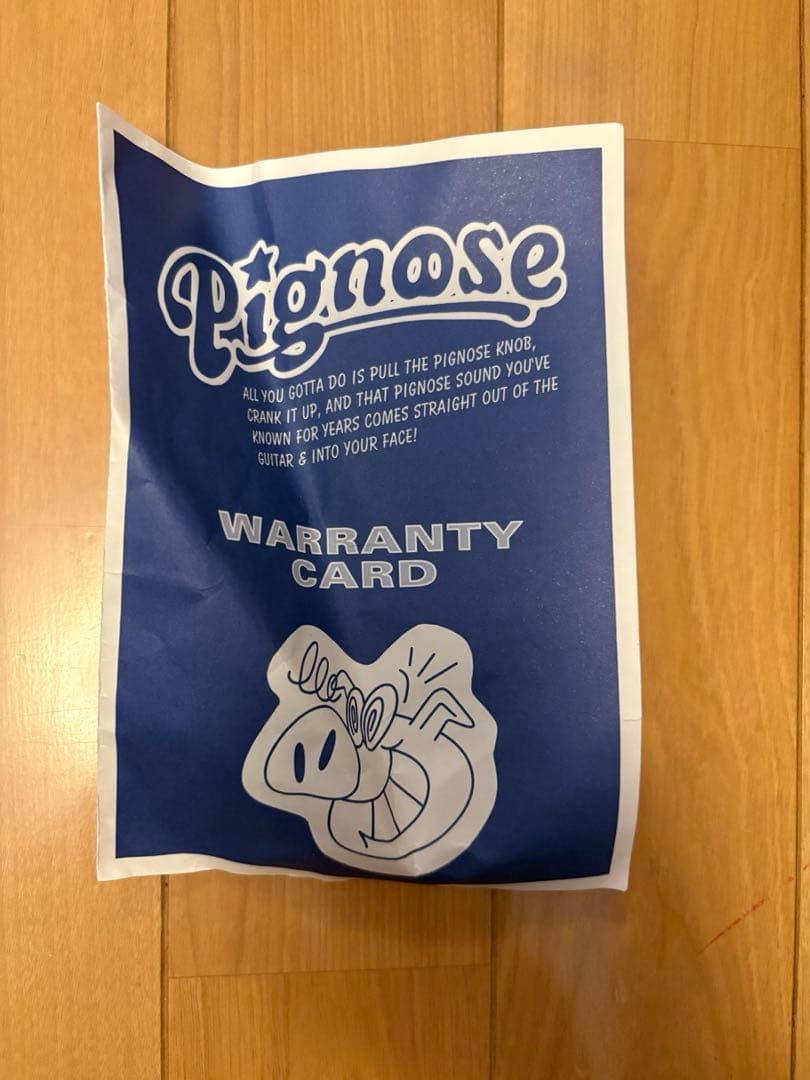 Pignose
ALL YOU GOTTA DO IS PULL THE PIGNOSE KNOB,
CRANK IT UP, AND THAT PIGNOSE SOUND YOU'VE
KNOWN FOR YEARS COMES STRAIGHT OUT OF THE
GUITAR & INTO YOUR FACE!
WARRANTY
CARD